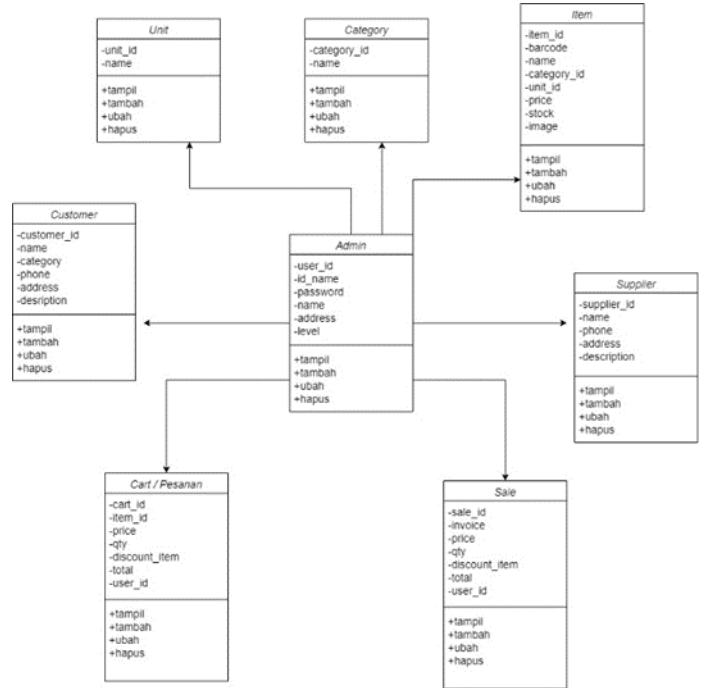 Unit
-unit_id
-name
+tampil
+tambah
+ubah
+hapus
Category
-category_id
-name
+tampil
+tambah
+ubah
+hapus
Item
-item_id
-barcode
-name
-category_id
-unit_id
-price
-stock
-image
+tampil
+tambah
+ubah
+hapus
Customer
-customer_id
-name
-category
-phone
-address
-desription
+tampil
+tambah
+ubah
+hapus
Admin
-user_id
-id_name
-password
-name
-address
-level
+tampil
+tambah
+ubah
+hapus
Supplier
-supplier_id
-name
-phone
-address
-description
+tampil
+tambah
+ubah
+hapus
Cart / Pesanan
-cart_id
-item_id
-price
-qty
-discount_item
-total
-user_id
+tampil
+tambah
+ubah
+hapus
Sale
-sale_id
-invoice
-price
-qty
-discount_item
-total
-user_id
+tampil
+tambah
+ubah
+hapus